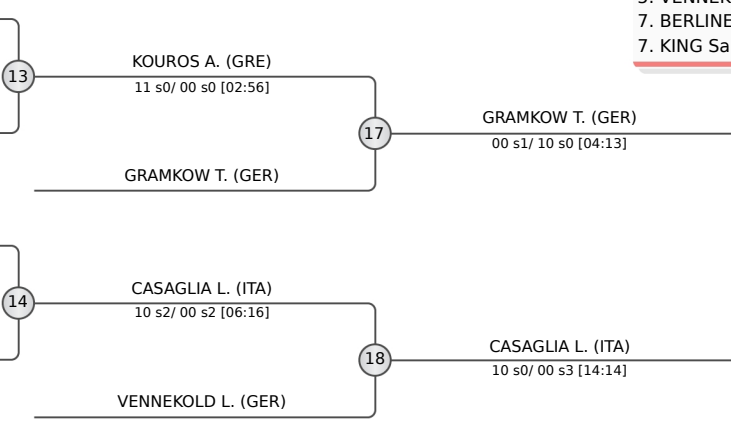 7. BERLINE
7. KING Sa
13
KOUROS A. (GRE)
11 s0/ 00 s0 [02:56]
17
GRAMKOW T. (GER)
00 s1/ 10 s0 [04:13]
GRAMKOW T. (GER)
14
CASAGLIA L. (ITA)
10 s2/ 00 s2 [06:16]
18
CASAGLIA L. (ITA)
10 s0/ 00 s3 [14:14]
VENNEKOLD L. (GER)